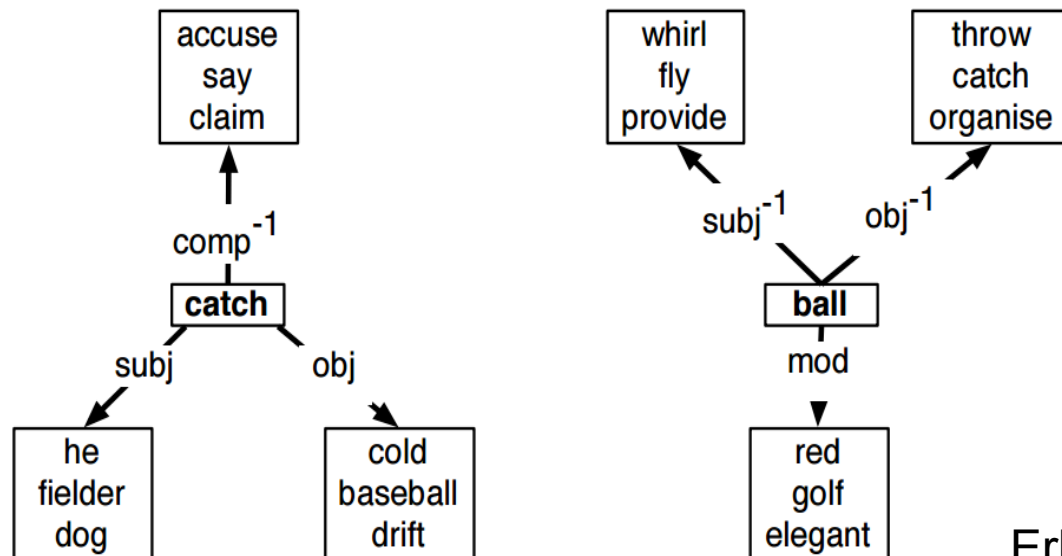 accuse
say
claim
whirl
fly
provide
throw
catch
organise
comp-1
subj-1
obj-1
catch
ball
subj
obj
mod
he
fielder
dog
cold
baseball
drift
red
golf
elegant